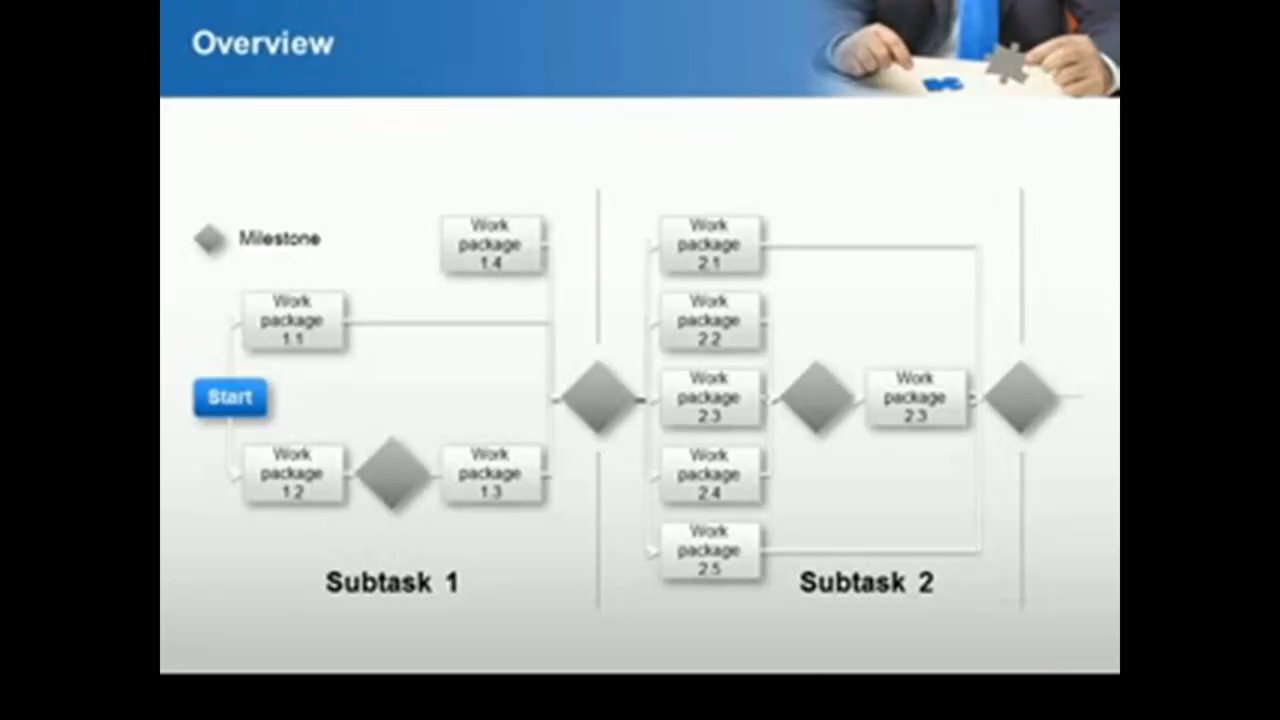 Overview
Milestone
Work
package
1.4
Work
package
1.1
Start
Work
package
1.2
Work
package
1.3
Subtask 1
Work
package
2.1
Work
package
2.2
Work
package
2.3
Work
package
2.4
Work
package
2.5
Work
package
2.3
Subtask 2